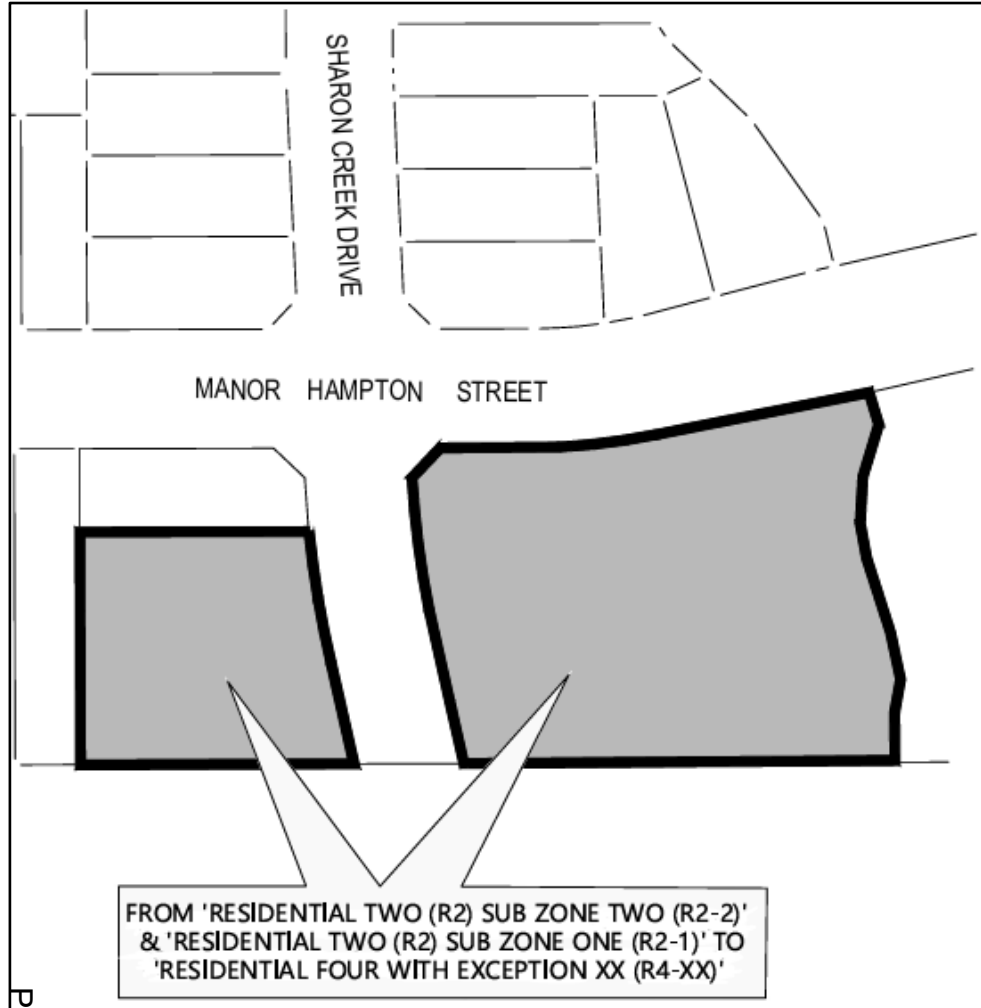 SHARON CREEK DRIVE
MANOR HAMPTON STREET
FROM 'RESIDENTIAL TWO (R2) SUB ZONE TWO (R2-2)'
& 'RESIDENTIAL TWO (R2) SUB ZONE ONE (R2-1)' TO
'RESIDENTIAL FOUR WITH EXCEPTION XX (R4-XX)'
P